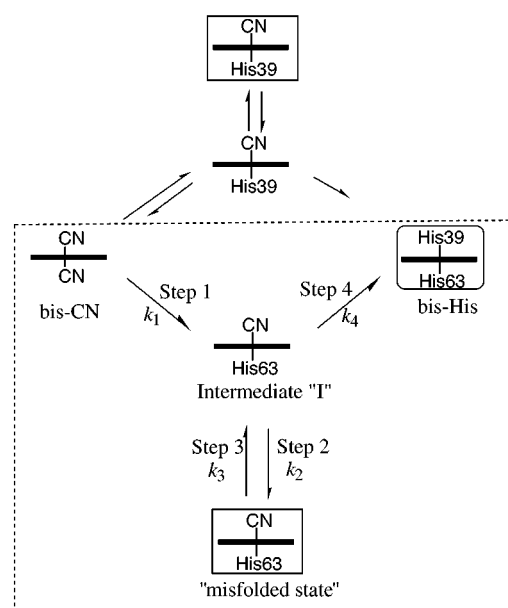 CN
His39
CN
His39
CN
CN
bis-CN
Step 1
k1
Step 4
k4
His39
His63
bis-His
CN
His63
Intermediate "I"
Step 3
k3
Step 2
k2
CN
His63
"misfolded state"